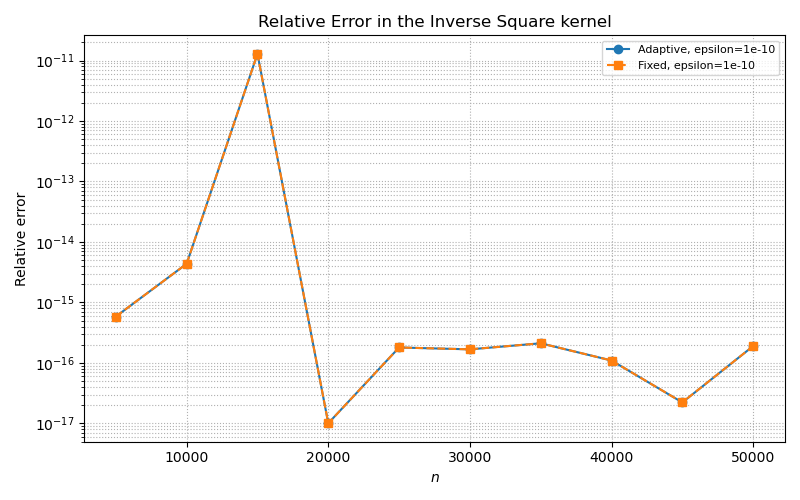 Relative Error in the Inverse Square kernel
Adaptive, epsilon=1e-10
Fixed, epsilon=1e-10
Relative error
10⁻¹¹
10⁻¹²
10⁻¹³
10⁻¹⁴
10⁻¹⁵
10⁻¹⁶
10⁻¹⁷
10000
20000
30000
40000
50000
n